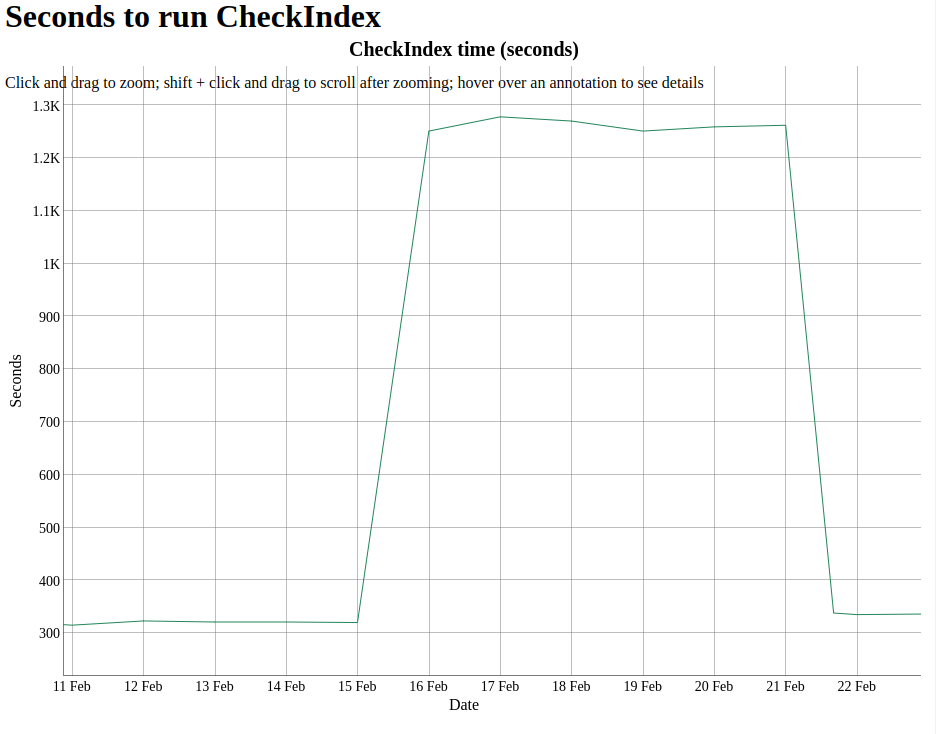 Seconds to run CheckIndex
CheckIndex time (seconds)
Click and drag to zoom; shift + click and drag to scroll after zooming; hover over an annotation to see details
1.3K
1.2K
1.1K
1K
900
800
700
600
500
400
300
Seconds
11 Feb 12 Feb 13 Feb 14 Feb 15 Feb 16 Feb 17 Feb 18 Feb 19 Feb 20 Feb 21 Feb 22 Feb
Date